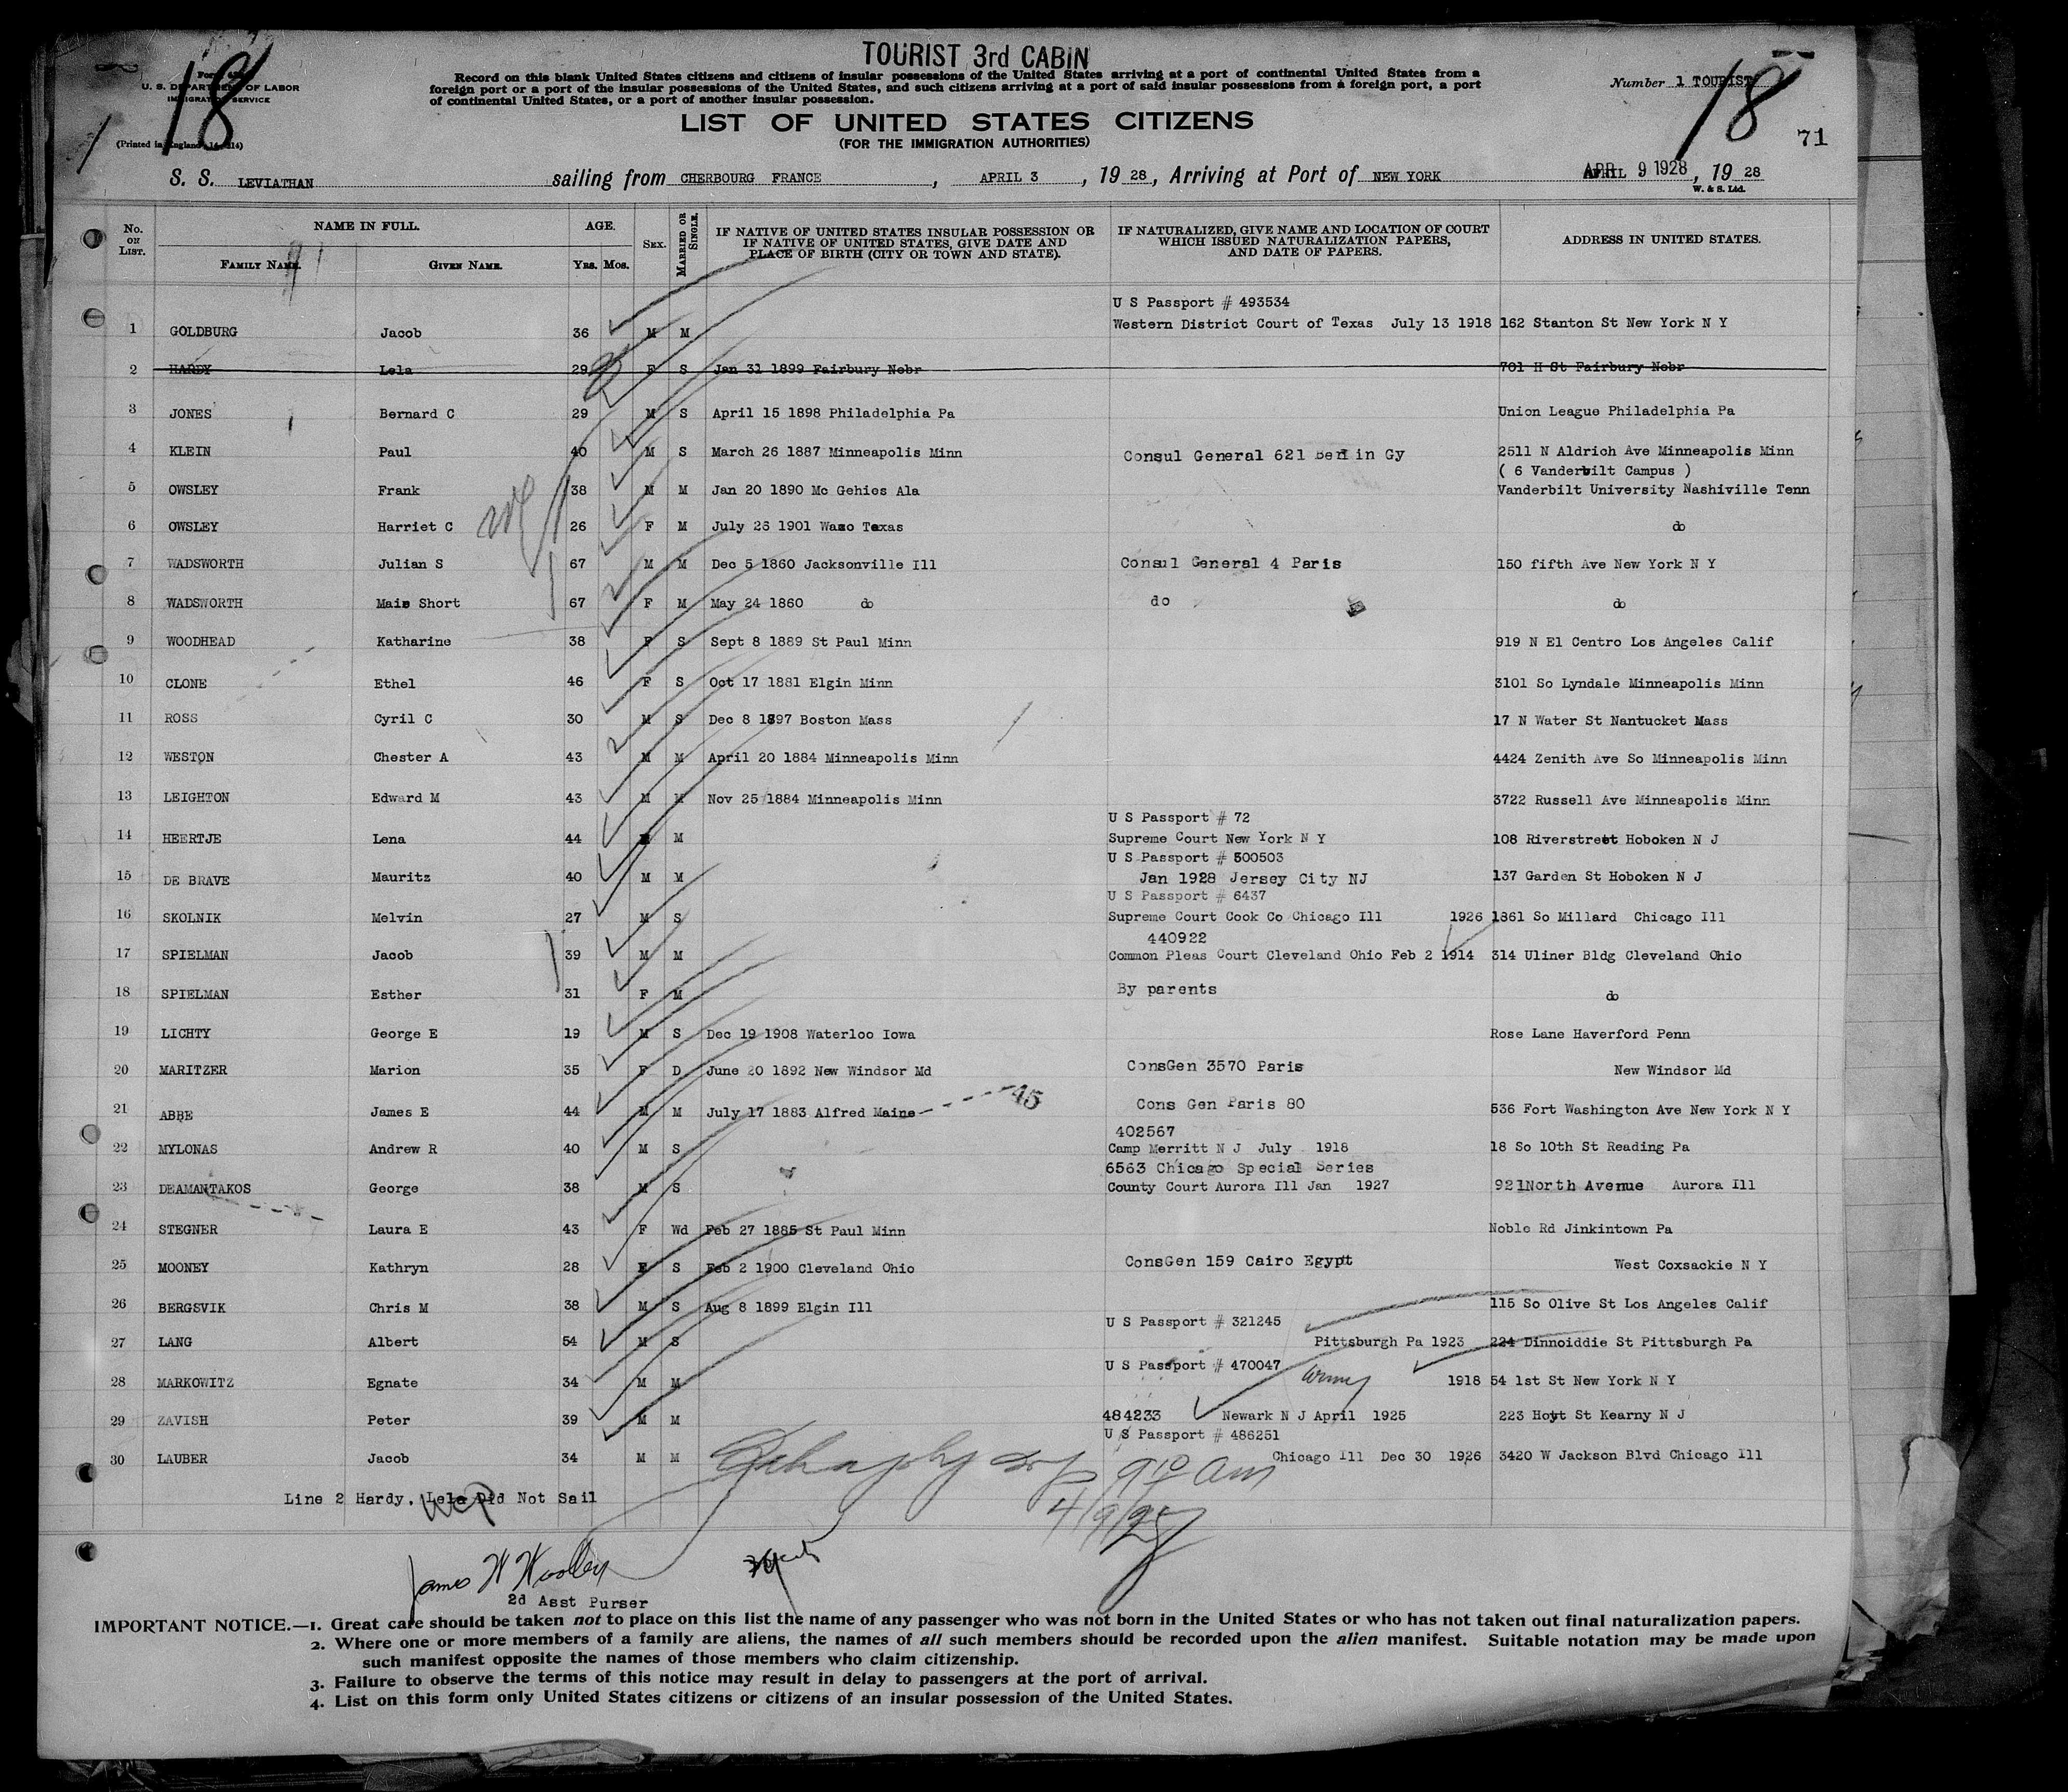 TOURIST 3rd CABIN
18
U. S. DEPARTMENT OF LABOR
IMMIGRATION SERVICE
(Printed in England
Record on this blank United States citizens and citizens of insular possessions of the United States arriving at a port of continental United States from a
foreign port or a port of the insular possessions of the United States, and such citizens arriving at a port of said insular possessions from a foreign port, a port
of continental United States, or a port of another insular possession.
Number 1 TOURIST
18
71
LIST OF UNITED STATES CITIZENS
(FOR THE IMMIGRATION AUTHORITIES)
S. S. LEVIATHAN sailing from CHERBOURG FRANCE, APRIL 3, 19 28, Arriving at Port of NEW YORK APRIL 9 1928, 19 28
W. & S. Ltd.
No. ON LIST. NAME IN FULL. AGE. SEX. MARRIED OR SINGLE. IF NATIVE OF UNITED STATES INSULAR POSSESSION OR IF NATIVE OF UNITED STATES, GIVE DATE AND PLACE OF BIRTH (CITY OR TOWN AND STATE). IF NATURALIZED, GIVE NAME AND LOCATION OF COURT WHICH ISSUED NATURALIZATION PAPERS, AND DATE OF PAPERS. ADDRESS IN UNITED STATES.
FAMILY NAME. GIVEN NAME. Yrs. Mos.
U S Passport # 493534
1 GOLDBURG Jacob 36 M M Western District Court of Texas July 13 1918 162 Stanton St New York N Y
2 HARDY Lela 29 F S Jan 31 1899 Fairbury Nebr 701 H St Fairbury Nebr
3 JONES Bernard C 29 M S April 15 1898 Philadelphia Pa Union League Philadelphia Pa
4 KLEIN Paul 40 M S March 26 1887 Minneapolis Minn Consul General 621 Berlin Gy 2511 N Aldrich Ave Minneapolis Minn
( 6 Vanderbilt Campus )
5 OWSLEY Frank 38 M M Jan 20 1890 Mc Gehies Ala Vanderbilt University Nashiville Tenn
6 OWSLEY Harriet C 26 F M July 26 1901 Waco Texas do
7 WADSWORTH Julian S 67 M M Dec 5 1860 Jacksonville Ill Consul General 4 Paris 150 fifth Ave New York N Y
8 WADSWORTH Maie Short 67 F M May 24 1860 do do do
9 WOODHEAD Katharine 38 F S Sept 8 1889 St Paul Minn 919 N El Centro Los Angeles Calif
10 CLONE Ethel 46 F S Oct 17 1881 Elgin Minn 3101 So Lyndale Minneapolis Minn
11 ROSS Cyril C 30 M S Dec 8 1897 Boston Mass 17 N Water St Nantucket Mass
12 WESTON Chester A 43 M M April 20 1884 Minneapolis Minn 4424 Zenith Ave So Minneapolis Minn
13 LEIGHTON Edward M 43 M M Nov 25 1884 Minneapolis Minn 3722 Russell Ave Minneapolis Minn
U S Passport # 72
14 HEERTJE Lena 44 M Supreme Court New York N Y 108 Riverstreet Hoboken N J
U S Passport # 500503
15 DE BRAVE Mauritz 40 M M Jan 1928 Jersey City NJ 137 Garden St Hoboken N J
U S Passport # 6437
16 SKOLNIK Melvin 27 M S Supreme Court Cook Co Chicago Ill 1926 1861 So Millard Chicago Ill
440922
17 SPIELMAN Jacob 39 M M Common Pleas Court Cleveland Ohio Feb 2 1914 314 Uliner Bldg Cleveland Ohio
18 SPIELMAN Esther 31 F M By parents do
19 LICHTY George E 19 M S Dec 19 1908 Waterloo Iowa Rose Lane Haverford Penn
20 MARITZER Marion 35 F D June 20 1892 New Windsor Md ConsGen 3570 Paris New Windsor Md
21 ABBE James E 44 M M July 17 1883 Alfred Maine 45 Cons Gen Paris 80 536 Fort Washington Ave New York N Y
402567
22 MYLONAS Andrew R 40 M S Camp Merritt N J July 1918 18 So 10th St Reading Pa
6563 Chicago Special Series
23 DEAMANTAKOS George 38 M S County Court Aurora Ill Jan 1927 921North Avenue Aurora Ill
24 STEGNER Laura E 43 F Wd Feb 27 1885 St Paul Minn Noble Rd Jinkintown Pa
25 MOONEY Kathryn 28 F S Feb 2 1900 Cleveland Ohio ConsGen 159 Cairo Egypt West Coxsackie N Y
26 BERGSVIK Chris M 38 M S Aug 8 1899 Elgin Ill 115 So Olive St Los Angeles Calif
U S Passport # 321245
27 LANG Albert 54 M S Pittsburgh Pa 1923 224 Dinnoiddie St Pittsburgh Pa
U S Passport # 470047
28 MARKOWITZ Egnate 34 M M Army 1918 54 1st St New York N Y
29 ZAVISH Peter 39 M M 484233 Newark N J April 1925 223 Hoyt St Kearny N J
U S Passport # 486251
30 LAUBER Jacob 34 M M Chicago Ill Dec 30 1926 3420 W Jackson Blvd Chicago Ill
Line 2 Hardy, Lela Did Not Sail
James W Woolley
2d Asst Purser
IMPORTANT NOTICE.—1. Great care should be taken not to place on this list the name of any passenger who was not born in the United States or who has not taken out final naturalization papers.
2. Where one or more members of a family are aliens, the names of all such members should be recorded upon the alien manifest. Suitable notation may be made upon
such manifest opposite the names of those members who claim citizenship.
3. Failure to observe the terms of this notice may result in delay to passengers at the port of arrival.
4. List on this form only United States citizens or citizens of an insular possession of the United States.